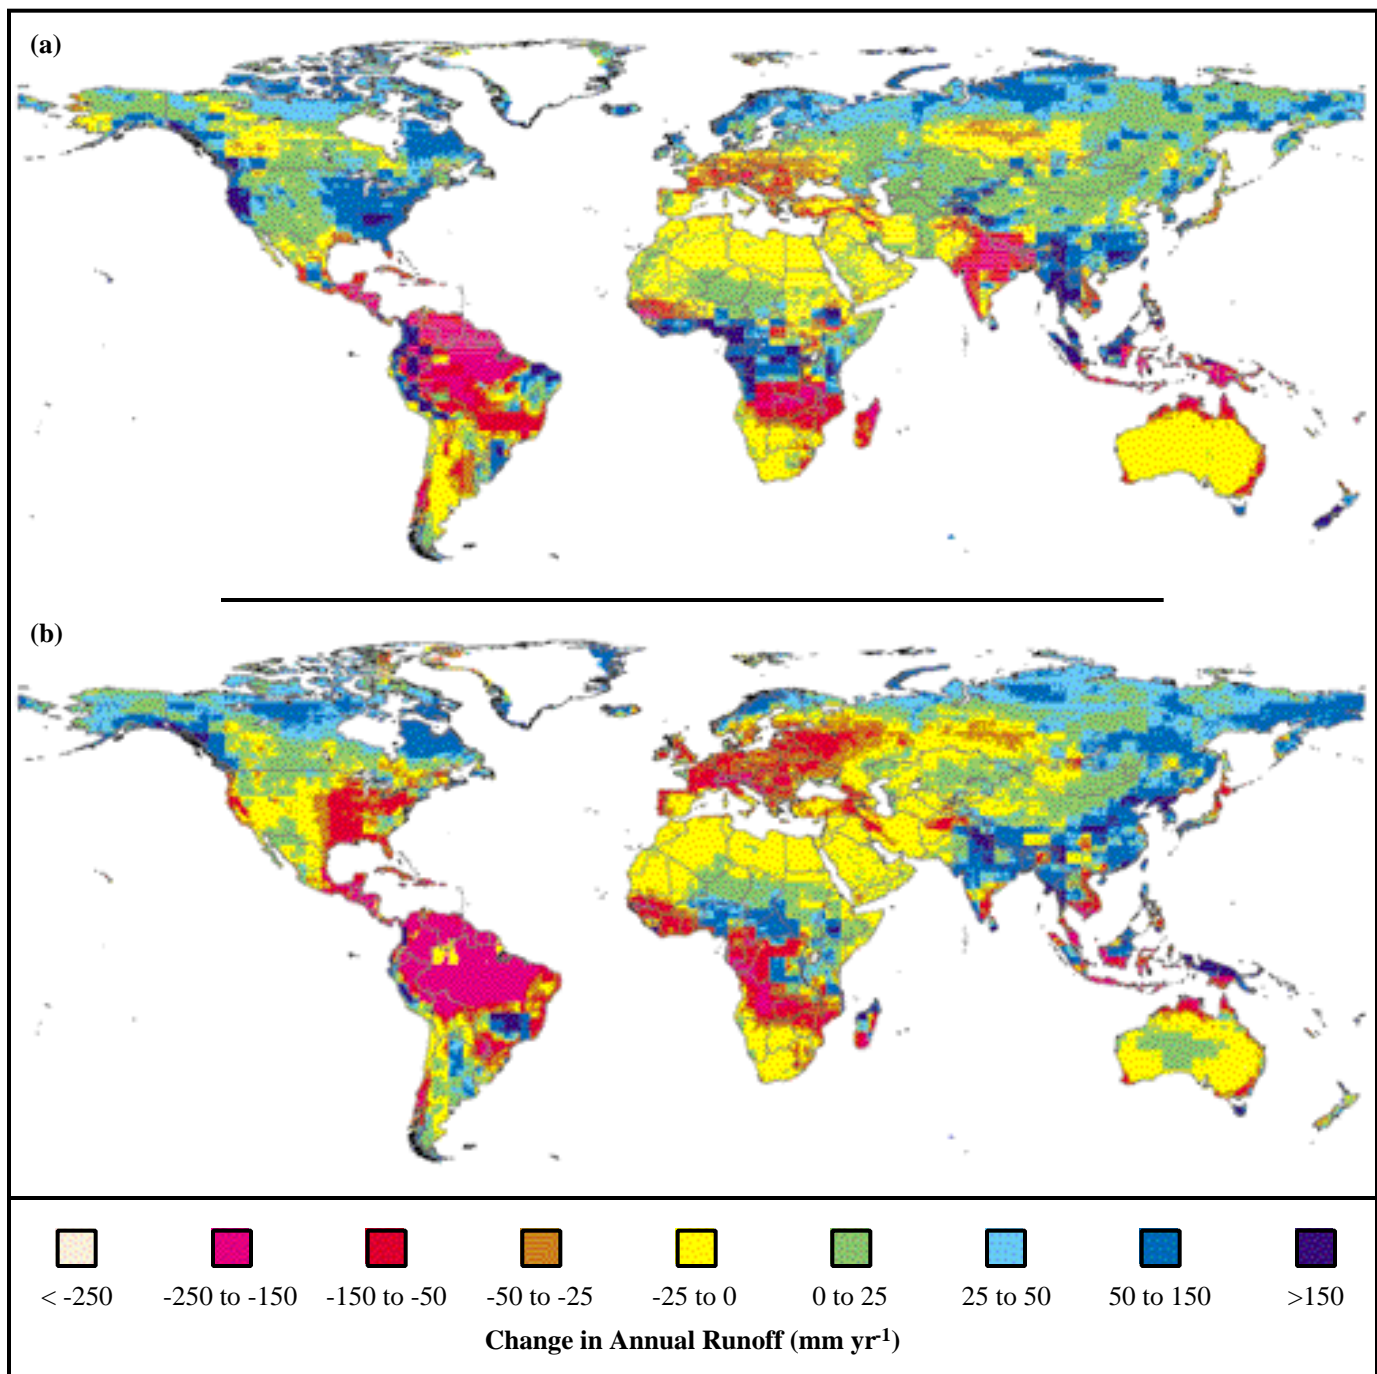 (a)
(b)
< -250 -250 to -150 -150 to -50 -50 to -25 -25 to 0 0 to 25 25 to 50 50 to 150 >150
Change in Annual Runoff (mm yr-1)